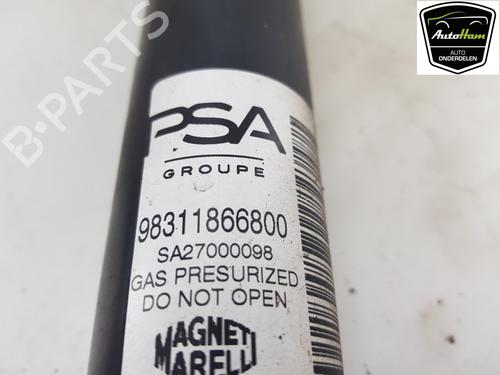 AutoHam
AUTO
ONDERDELEN
B-PARTS
PSA
GROUPE
98311866800
SA27000098
GAS PRESURIZED
DO NOT OPEN
MAGNETI
MARELLI